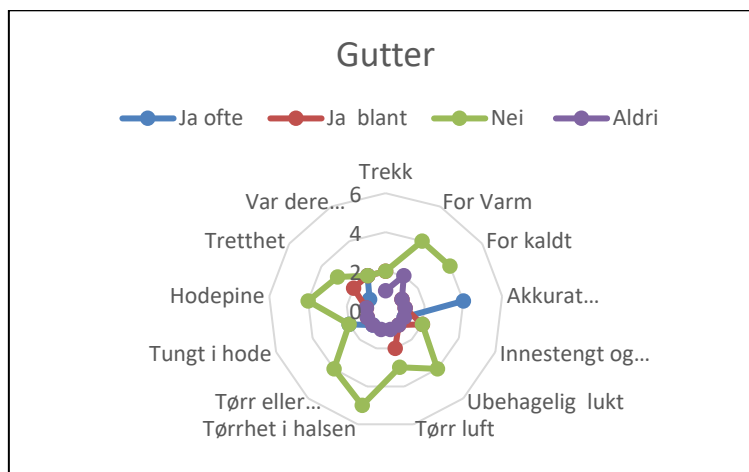 Gutter
Ja ofte
Ja  blant
Nei
Aldri
Trekk
For Varm
For kaldt
Akkurat...
Innestengt og...
Ubehagelig  lukt
Tørr luft
Tørrhet i halsen
Tørr eller...
Tungt i hode
Hodepine
Tretthet
Var dere...
6
4
2
0